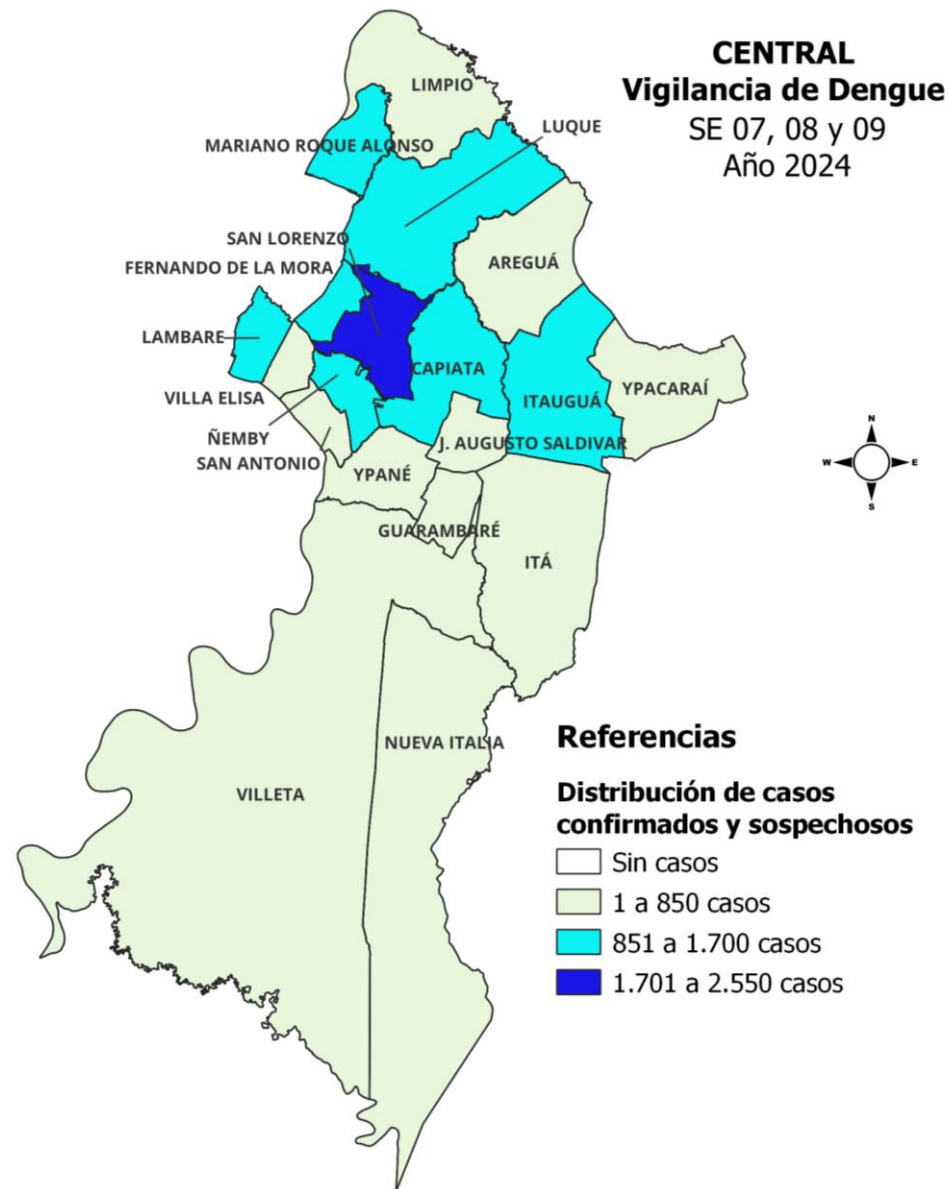 CENTRAL
Vigilancia de Dengue
SE 07, 08 y 09
Año 2024
LIMPIO
LUQUE
MARIANO ROQUE ALONSO
SAN LORENZO
FERNANDO DE LA MORA
AREGUÁ
LAMBARE
CAPIATA
YPACARAÍ
VILLA ELISA
ITAUGUÁ
ÑEMBY
J. AUGUSTO SALDIVAR
SAN ANTONIO
YPANÉ
GUARAMBARÉ
ITÁ
NUEVA ITALIA
VILLETA
N
W
E
S
Referencias
Distribución de casos
confirmados y sospechosos
Sin casos
1 a 850 casos
851 a 1.700 casos
1.701 a 2.550 casos